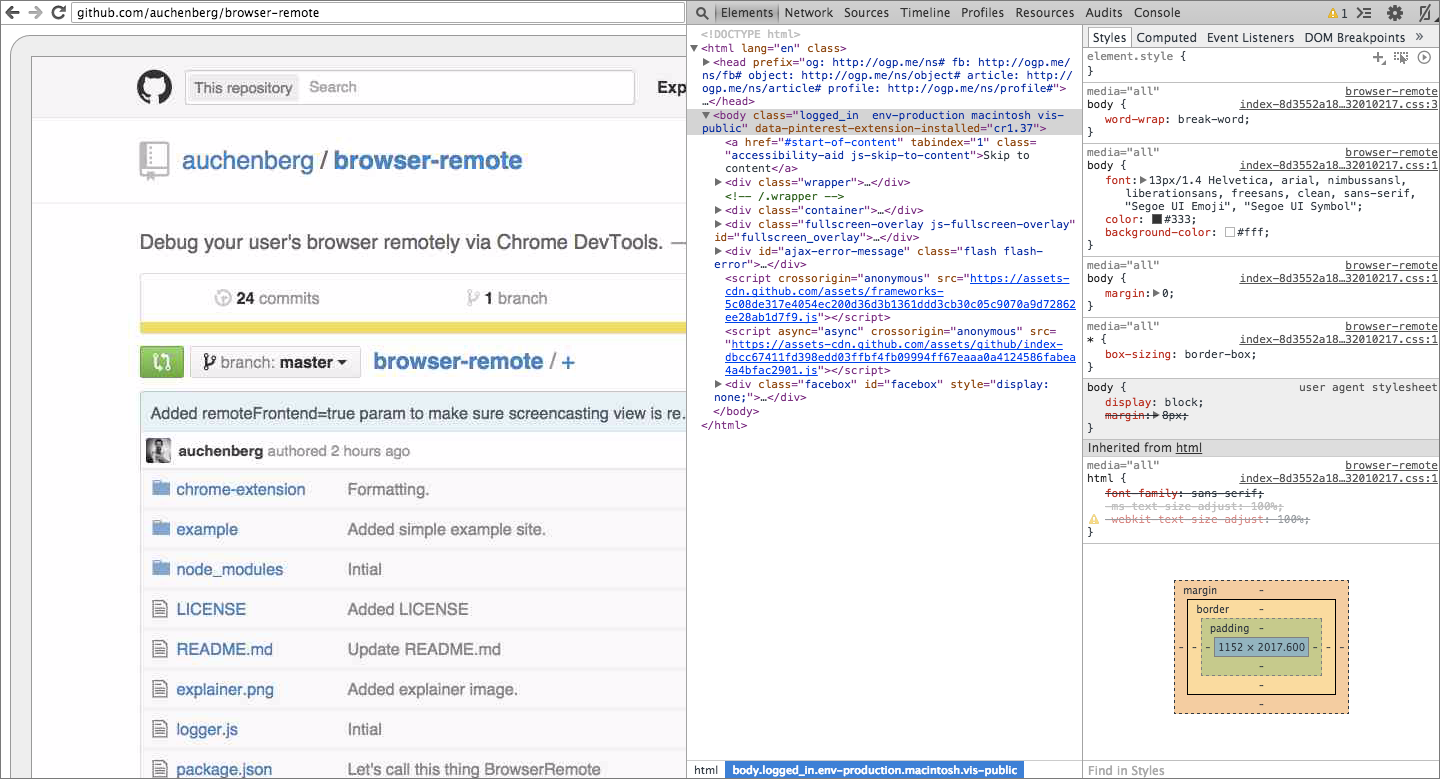 github.com/auchenberg/browser-remote
This repository Search Exp
auchenberg / browser-remote
Debug your user's browser remotely via Chrome DevTools. —
24 commits 1 branch
branch: master browser-remote / +
Added remoteFrontend=true param to make sure screencasting view is re…
auchenberg authored 2 hours ago
chrome-extension Formatting.
example Added simple example site.
node_modules Intial
LICENSE Added LICENSE
README.md Update README.md
explainer.png Added explainer image.
logger.js Intial
package.json Let's call this thing BrowserRemote
Elements Network Sources Timeline Profiles Resources Audits Console 1
<!DOCTYPE html>
<html lang="en" class>
<head prefix="og: http://ogp.me/ns# fb: http://ogp.me/
ns/fb# object: http://ogp.me/ns/object# article: http://
ogp.me/ns/article# profile: http://ogp.me/ns/profile#">
…</head>
<body class="logged_in  env-production macintosh vis-
public" data-pinterest-extension-installed="cr1.37">
<a href="#start-of-content" tabindex="1" class=
"accessibility-aid js-skip-to-content">Skip to
content</a>
<div class="wrapper">…</div>
<!-- /.wrapper -->
<div class="container">…</div>
<div class="fullscreen-overlay js-fullscreen-overlay"
id="fullscreen_overlay">…</div>
<div id="ajax-error-message" class="flash flash-
error">…</div>
<script crossorigin="anonymous" src="https://assets-
cdn.github.com/assets/frameworks-
5c08de317e4054ec200d36d3b1361ddd3cb30c05c9070a9d72862
ee28ab1d7f9.js"></script>
<script async="async" crossorigin="anonymous" src=
"https://assets-cdn.github.com/assets/github/index-
dbcc67411fd398edd03ffbf4fb09994ff67eaaa0a4124586fabea
4a4bfac2901.js"></script>
<div class="facebox" id="facebox" style="display:
none;">…</div>
</body>
</html>
html body.logged_in.env-production.macintosh.vis-public
Styles Computed Event Listeners DOM Breakpoints »
element.style {
}
media="all" browser-remote
body { index-8d3552a18…32010217.css:3
word-wrap: break-word;
}
media="all" browser-remote
body { index-8d3552a18…32010217.css:1
font: 13px/1.4 Helvetica, arial, nimbussansl,
liberationsans, freesans, clean, sans-serif,
"Segoe UI Emoji", "Segoe UI Symbol";
color: #333;
background-color: #fff;
}
media="all" browser-remote
body { index-8d3552a18…32010217.css:1
margin: 0;
}
media="all" browser-remote
* { index-8d3552a18…32010217.css:1
box-sizing: border-box;
}
body { user agent stylesheet
display: block;
margin: 8px;
}
Inherited from html
media="all" browser-remote
html { index-8d3552a18…32010217.css:1
font-family: sans-serif;
-ms-text-size-adjust: 100%;
-webkit-text-size-adjust: 100%;
}
margin –
border –
padding –
– – – 1152 × 2017.600 – – –
–
–
–
Find in Styles